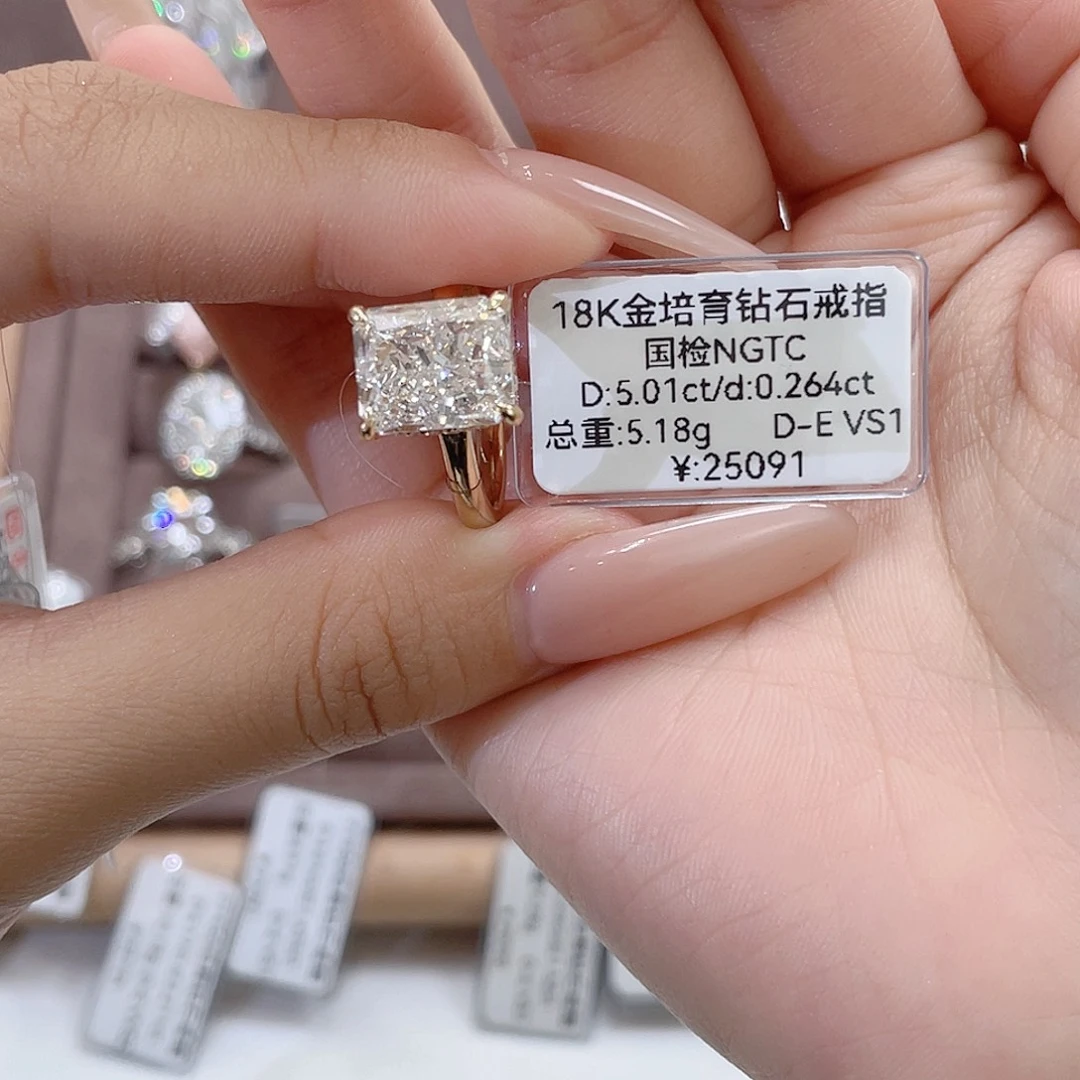 18K金培育钻石戒指
国检NGTC
D:5.01ct/d:0.264ct
总重:5.18g D-E VS1
¥:25091